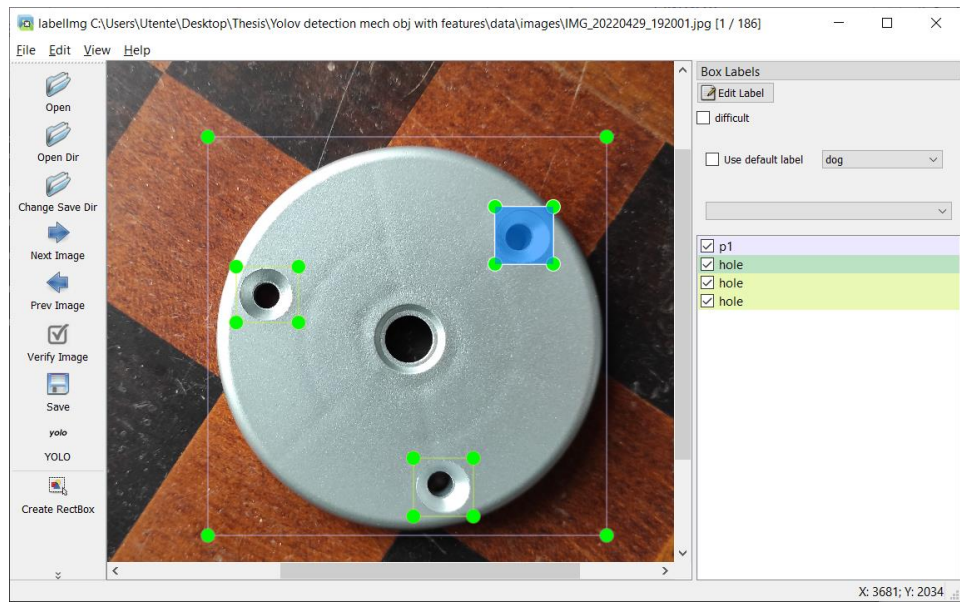 labelImg C:\Users\Utente\Desktop\Thesis\Yolov detection mech obj with features\data\images\IMG_20220429_192001.jpg [1 / 186]
File Edit View Help
Open
Open Dir
Change Save Dir
Next Image
Prev Image
Verify Image
Save
yolo
YOLO
Create RectBox
Box Labels
Edit Label
difficult
Use default label dog
p1
hole
hole
hole
X: 3681; Y: 2034